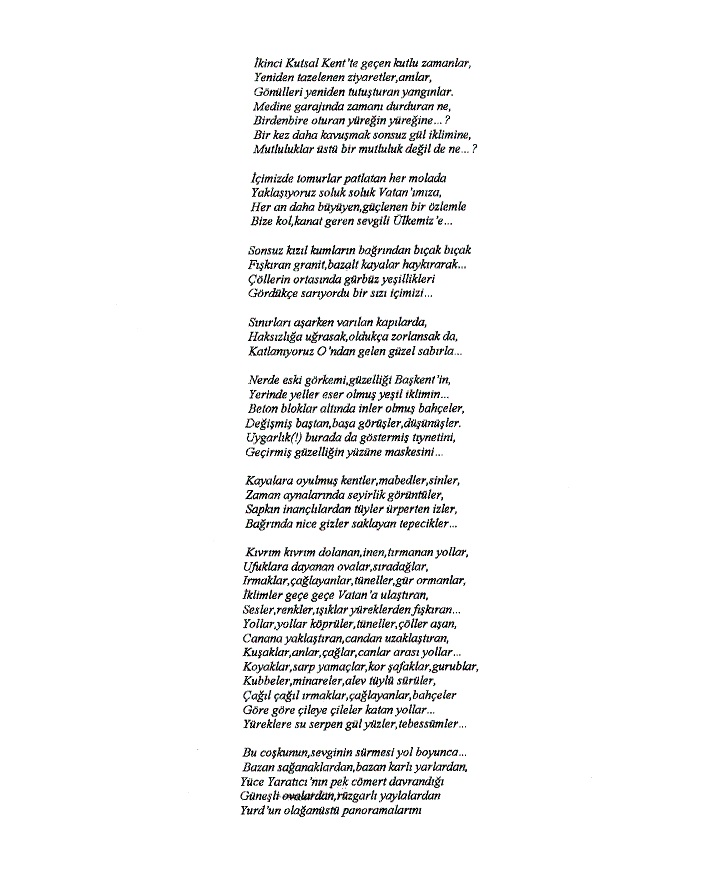 İkinci Kutsal Kent'te geçen kutlu zamanlar,
Yeniden tazelenen ziyaretler,anılar,
Gönülleri yeniden tutuşturan yangınlar.
Medine garajında zamanı durduran ne,
Birdenbire oturan yüreğin yüreğine...?
Bir kez daha kavuşmak sonsuz gül iklimine,
Mutluluklar üstü bir mutluluk değil de ne...?
İçimizde tomurlar patlatan her molada
Yaklaşıyoruz soluk soluk Vatan'ımıza,
Her an daha büyüyen,güçlenen bir özlemle
Bize kol,kanat geren sevgili Ülkemiz'e...
Sonsuz kızıl kumların bağrından bıçak bıçak
Fışkıran granit,bazalt kayalar haykırarak...
Çöllerin ortasında gürbüz yeşillikleri
Gördükçe sarıyordu bir sızı içimizi...
Sınırları aşarken varılan kapılarda,
Haksızlığa uğrasak,oldukça zorlansak da,
Katlanıyoruz O'ndan gelen güzel sabırla...
Nerde eski görkemi,güzelliği Başkent'in,
Yerinde yeller eser olmuş yeşil iklimin...
Beton bloklar altında inler olmuş bahçeler,
Değişmiş baştan,başa görüşler,düşünüşler.
Uygarlık(!) burada da göstermiş tıynetini,
Geçirmiş güzelliğin yüzüne maskesini...
Kayalara oyulmuş kentler,mabedler,sinler,
Zaman aynalarında seyirlik görüntüler,
Sapkın inançlılardan tüyler ürperten izler,
Bağrında nice gizler saklayan tepecikler...
Kıvrım kıvrım dolanan,inen,tırmanan yollar,
Ufuklara dayanan ovalar,sıradağlar,
Irmaklar,çağlayanlar,tüneller,gür ormanlar,
İklimler geçe geçe Vatan'a ulaştıran,
Sesler,renkler,ışıklar yüreklerden fışkıran...
Yollar,yollar köprüler,tüneller,çöller aşan,
Canana yaklaştıran,candan uzaklaştıran,
Kuşaklar,anlar,çağlar,canlar arası yollar...
Koyaklar,sarp yamaçlar,kor şafaklar,gurublar,
Kubbeler,minareler,alev tüylü sürüler,
Çağıl çağıl ırmaklar,çağlayanlar,bahçeler
Göre göre çileye çileler katan yollar...
Yüreklere su serpen gül yüzler,tebessümler...
Bu coşkunun,sevginin sürmesi yol boyunca...
Bazan sağanaklardan,bazan karlı yarlardan,
Yüce Yaratıcı'nın pek cömert davrandığı
Güneşli ovalardan,rüzgarlı yaylalardan
Yurd'un olağanüstü panoramalarını